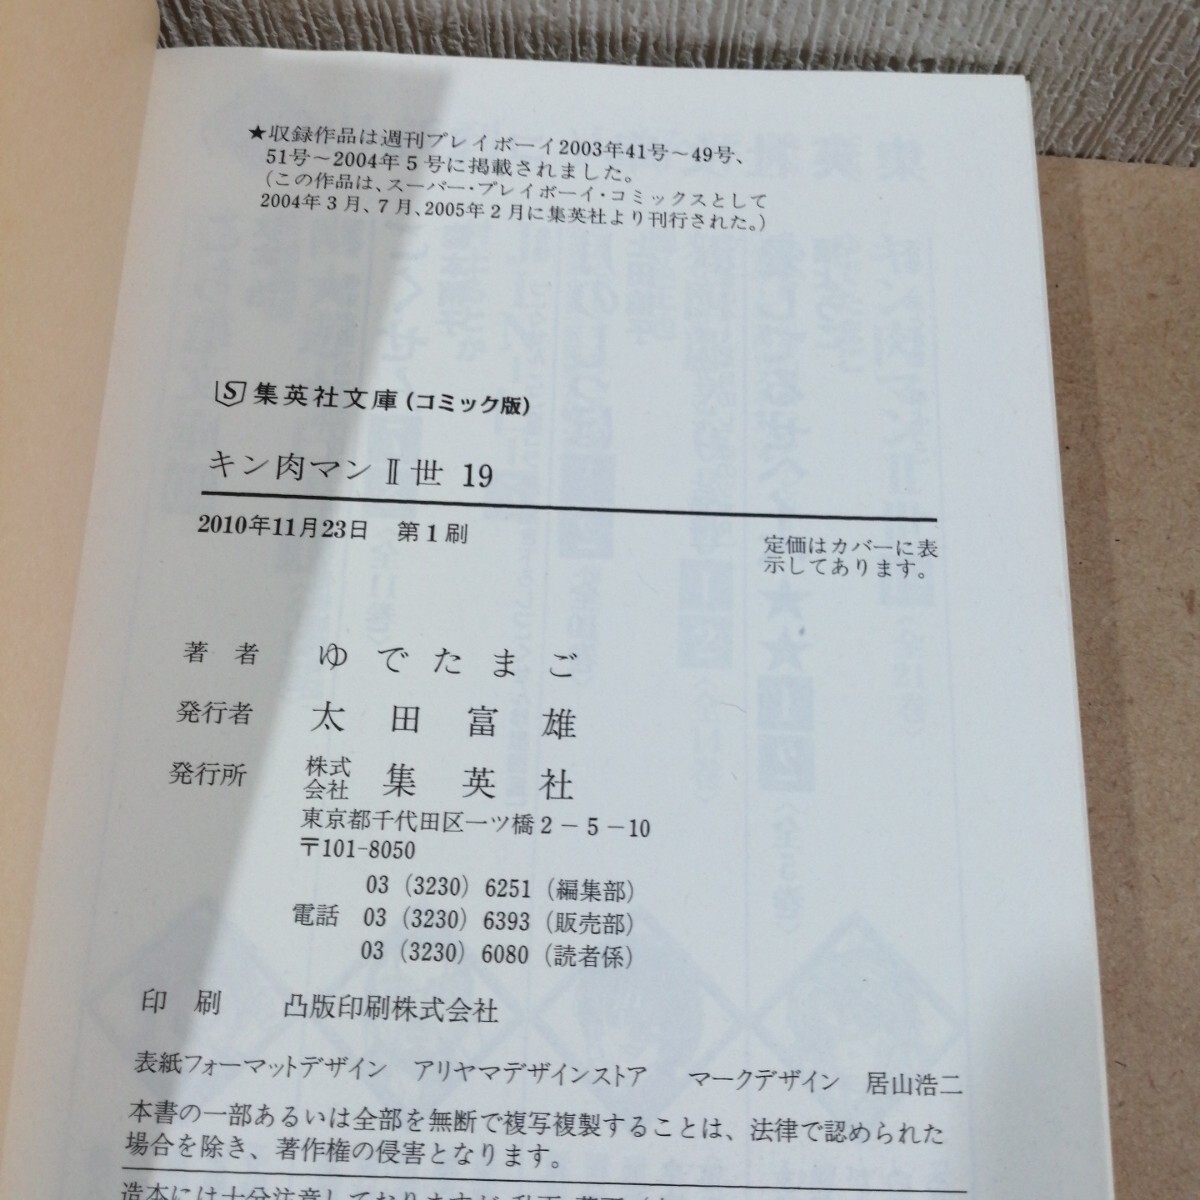 ★収録作品は週刊プレイボーイ2003年41号〜49号、
51号〜2004年5号に掲載されました。
(この作品は、スーパー・プレイボーイ・コミックスとして
2004年3月、7月、2005年2月に集英社より刊行された。)
S 集英社文庫(コミック版)
キン肉マンⅡ世 19
2010年11月23日 第1刷
定価はカバーに表
示してあります。
著者 ゆでたまご
発行者 太田富雄
発行所 株式会社 集英社
東京都千代田区一ツ橋2-5-10
〒101-8050
03 (3230) 6251 (編集部)
電話 03 (3230) 6393 (販売部)
03 (3230) 6080 (読者係)
印刷 凸版印刷株式会社
表紙フォーマットデザイン アリヤマデザインストア マークデザイン 居山浩二
本書の一部あるいは全部を無断で複写複製することは、法律で認められた
場合を除き、著作権の侵害となります。
造本には十分注意しておりますが